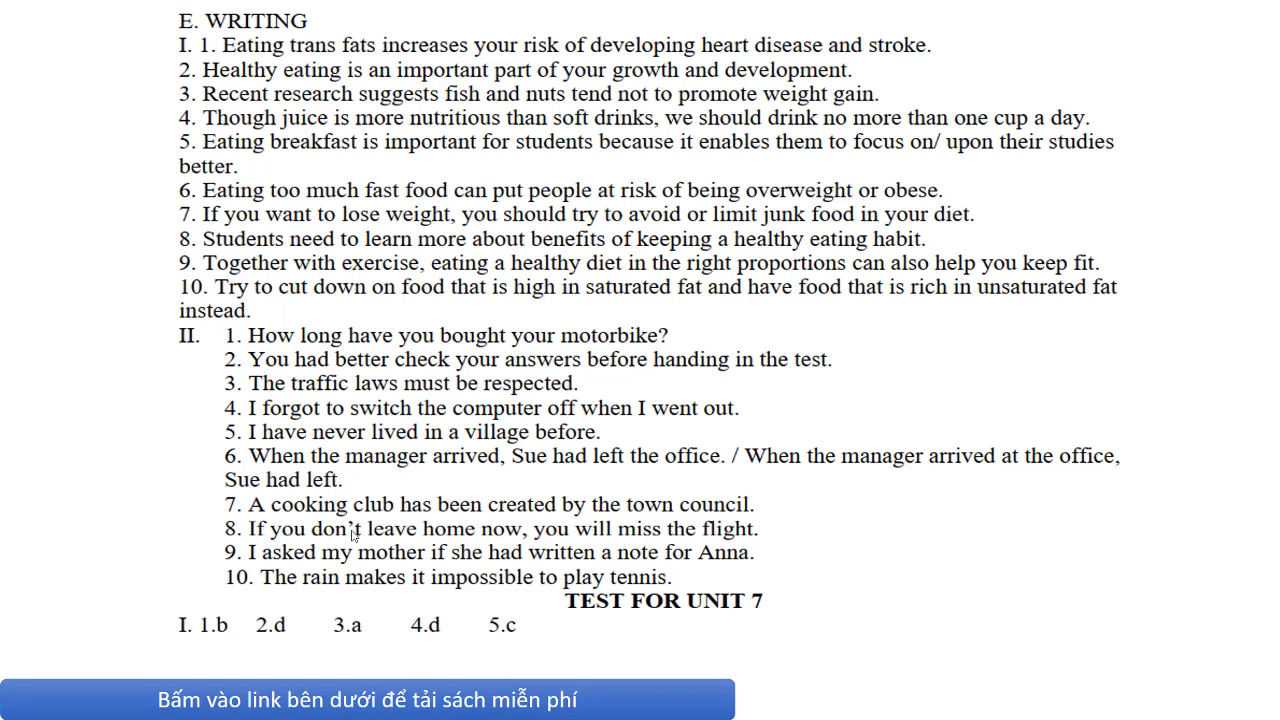 E. WRITING
I. 1. Eating trans fats increases your risk of developing heart disease and stroke.
2. Healthy eating is an important part of your growth and development.
3. Recent research suggests fish and nuts tend not to promote weight gain.
4. Though juice is more nutritious than soft drinks, we should drink no more than one cup a day.
5. Eating breakfast is important for students because it enables them to focus on/ upon their studies
better.
6. Eating too much fast food can put people at risk of being overweight or obese.
7. If you want to lose weight, you should try to avoid or limit junk food in your diet.
8. Students need to learn more about benefits of keeping a healthy eating habit.
9. Together with exercise, eating a healthy diet in the right proportions can also help you keep fit.
10. Try to cut down on food that is high in saturated fat and have food that is rich in unsaturated fat
instead.
II. 1. How long have you bought your motorbike?
2. You had better check your answers before handing in the test.
3. The traffic laws must be respected.
4. I forgot to switch the computer off when I went out.
5. I have never lived in a village before.
6. When the manager arrived, Sue had left the office. / When the manager arrived at the office,
Sue had left.
7. A cooking club has been created by the town council.
8. If you don’t leave home now, you will miss the flight.
9. I asked my mother if she had written a note for Anna.
10. The rain makes it impossible to play tennis.
TEST FOR UNIT 7
I. 1.b 2.d 3.a 4.d 5.c
Bấm vào link bên dưới để tải sách miễn phí